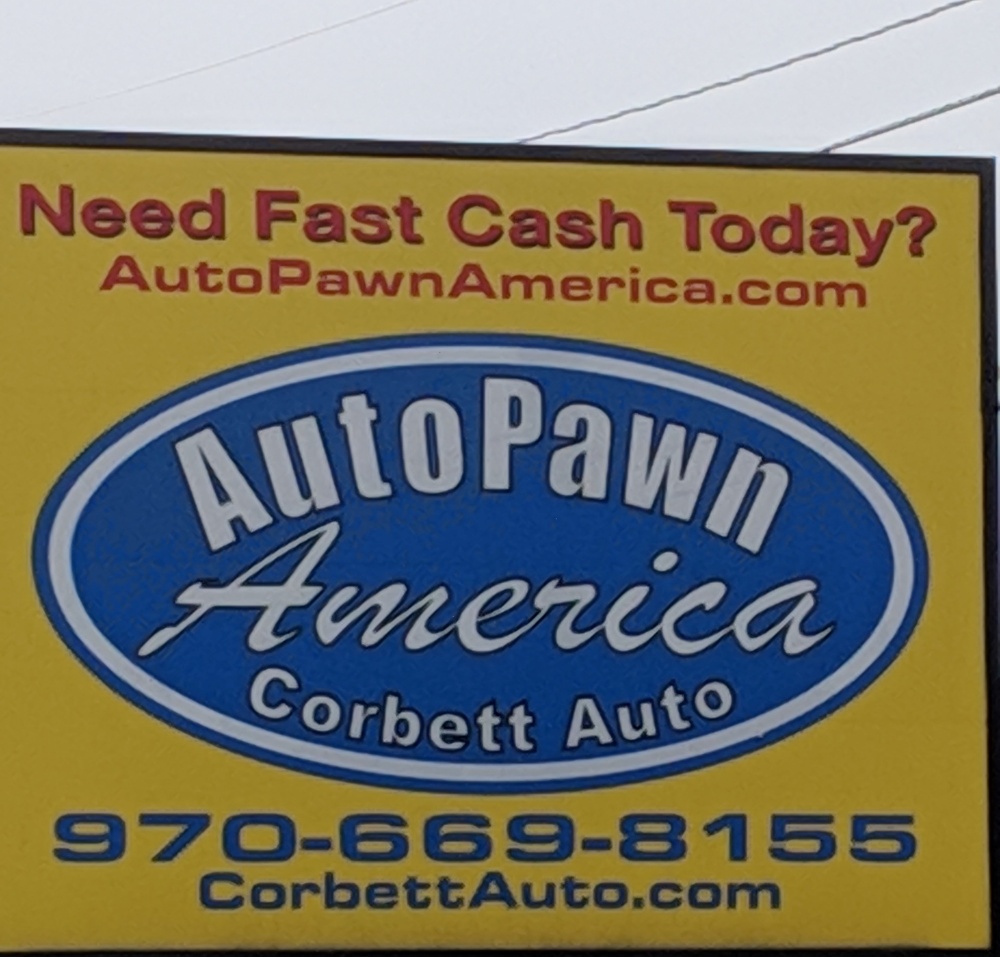 Need Fast Cash Today?
AutoPawnAmerica.com
AutoPawn
America
Corbett Auto
970-669-8155
CorbettAuto.com